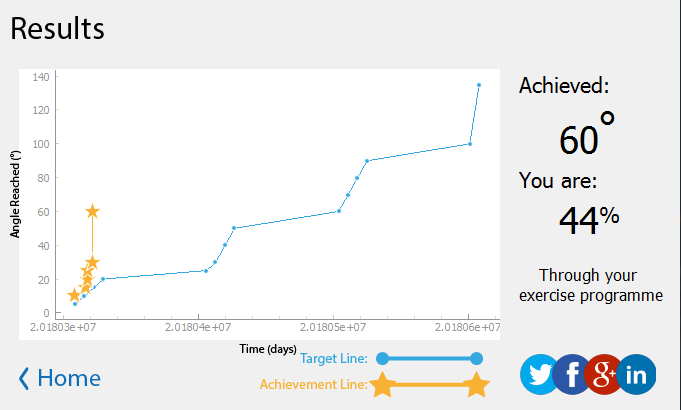 Results
140
120
100
80
60
40
20
0
Angle Reached (°)
2.01803e+07 2.01804e+07 2.01805e+07 2.01806e+07
Time (days)
Target Line:
Achievement Line:
Home
Achieved:
60°
You are:
44%
Through your
exercise programme
f g+ in